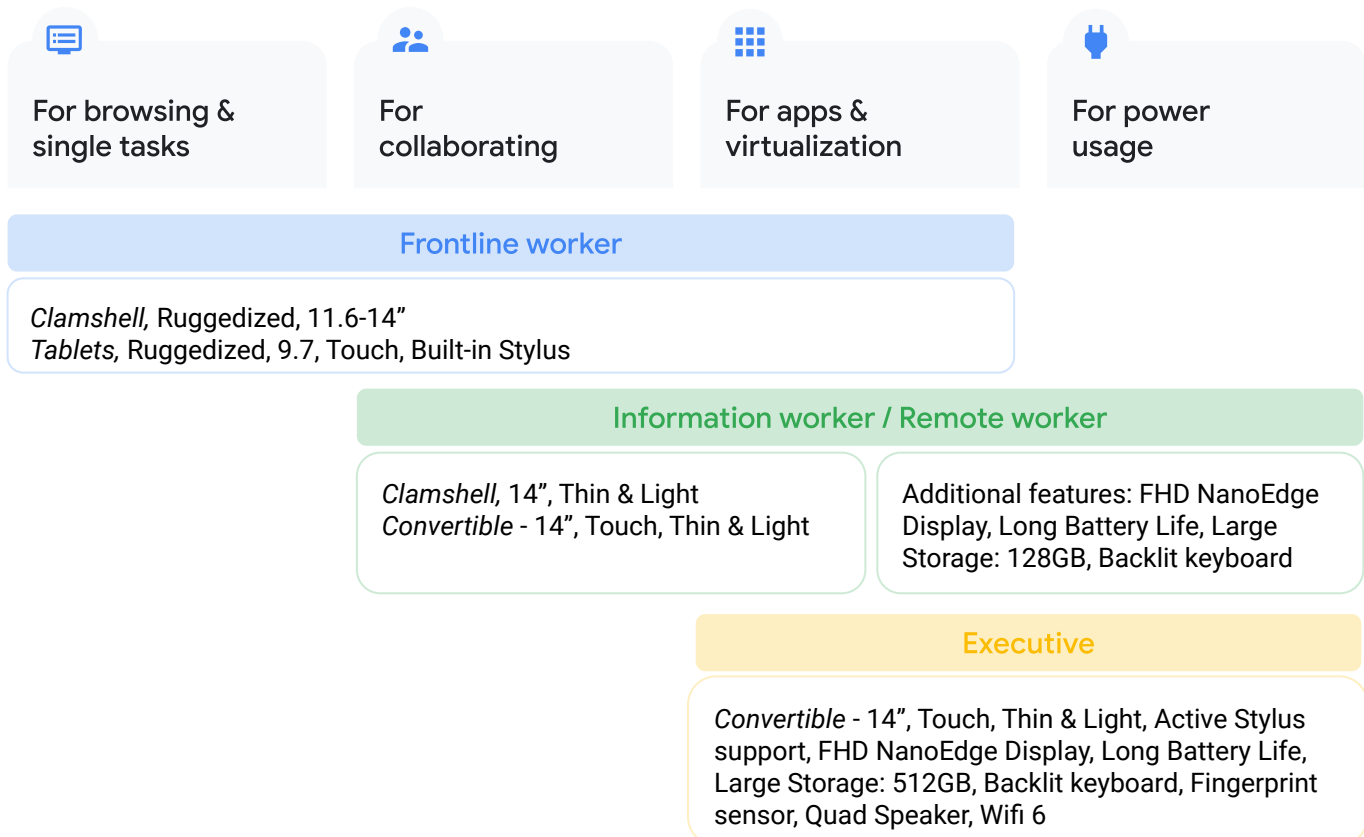 For browsing &
single tasks
For
collaborating
For apps &
virtualization
For power
usage
Frontline worker
Clamshell, Ruggedized, 11.6-14”
Tablets, Ruggedized, 9.7, Touch, Built-in Stylus
Information worker / Remote worker
Clamshell, 14”, Thin & Light
Convertible - 14”, Touch, Thin & Light
Additional features: FHD NanoEdge
Display, Long Battery Life, Large
Storage: 128GB, Backlit keyboard
Executive
Convertible - 14”, Touch, Thin & Light, Active Stylus
support, FHD NanoEdge Display, Long Battery Life,
Large Storage: 512GB, Backlit keyboard, Fingerprint
sensor, Quad Speaker, Wifi 6